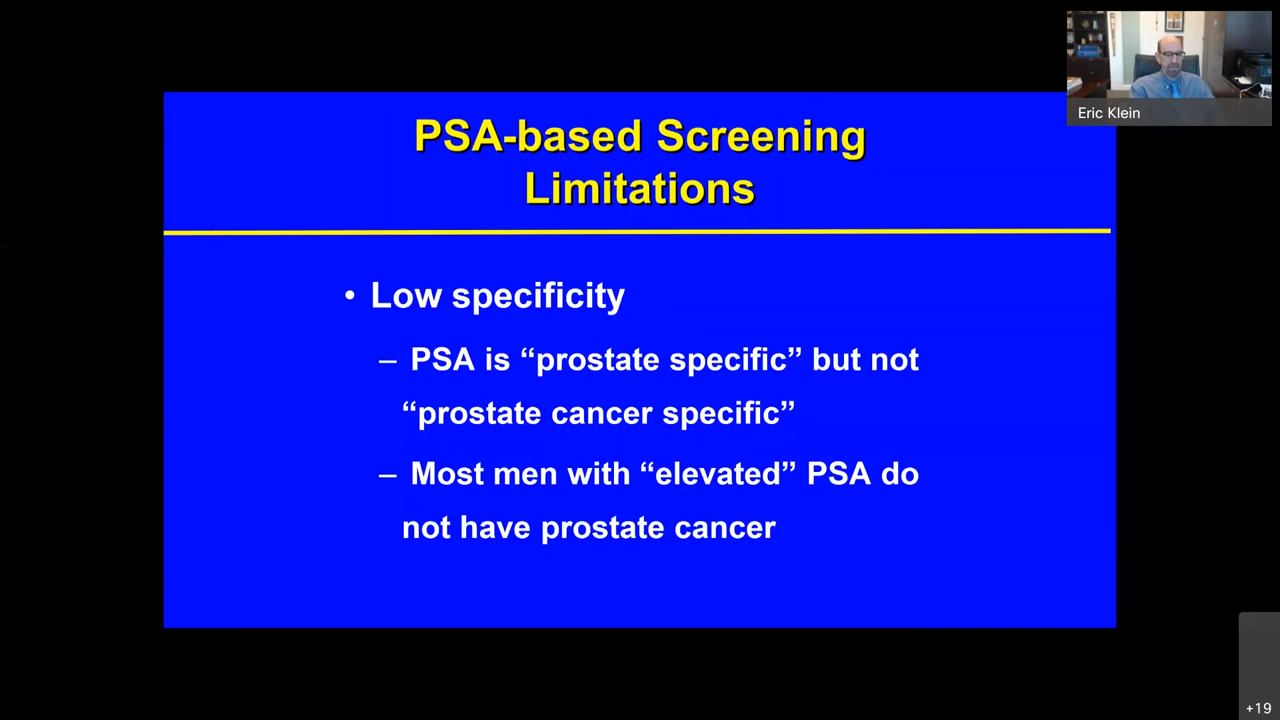 PSA-based Screening
Limitations
• Low specificity
– PSA is “prostate specific” but not
“prostate cancer specific”
– Most men with “elevated” PSA do
not have prostate cancer
Eric Klein
+19